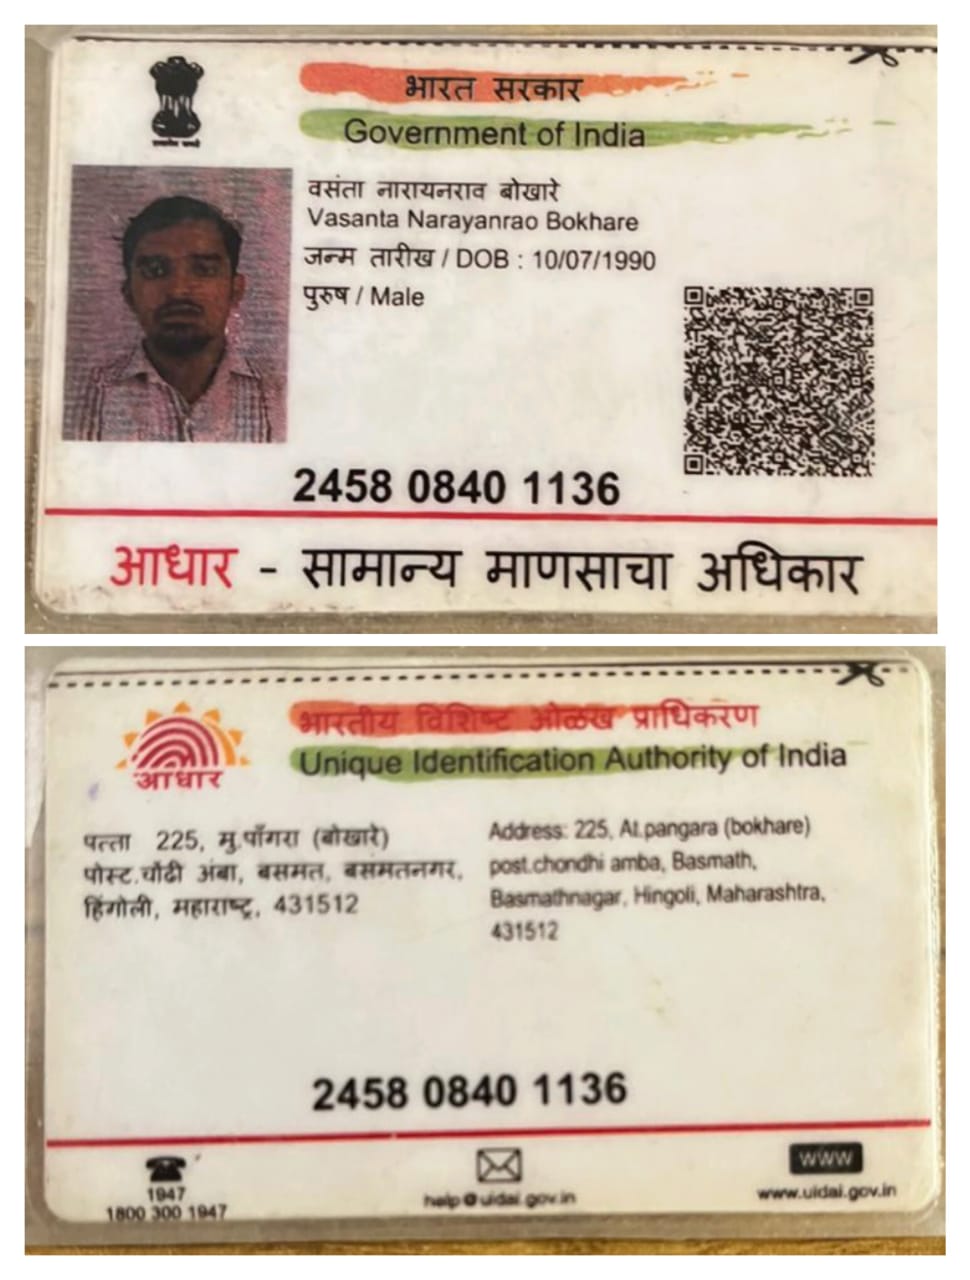 भारत सरकार
Government of India
वसंता नारायनराव बोखारे
Vasanta Narayanrao Bokhare
जन्म तारीख / DOB : 10/07/1990
पुरुष / Male
2458 0840 1136
आधार - सामान्य माणसाचा अधिकार
भारतीय विशिष्ट ओळख प्राधिकरण
Unique Identification Authority of India
आधार
पत्ता 225, मु.पाँगरा (बोखारे)
पोस्ट.चोंढी अंबा, बसमत, बसमतनगर,
हिंगोली, महाराष्ट्र, 431512
Address: 225, At.pangara (bokhare)
post.chondhi amba, Basmath,
Basmathnagar, Hingoli, Maharashtra,
431512
2458 0840 1136
1947
1800 300 1947
help@uidai.gov.in
www
www.uidai.gov.in